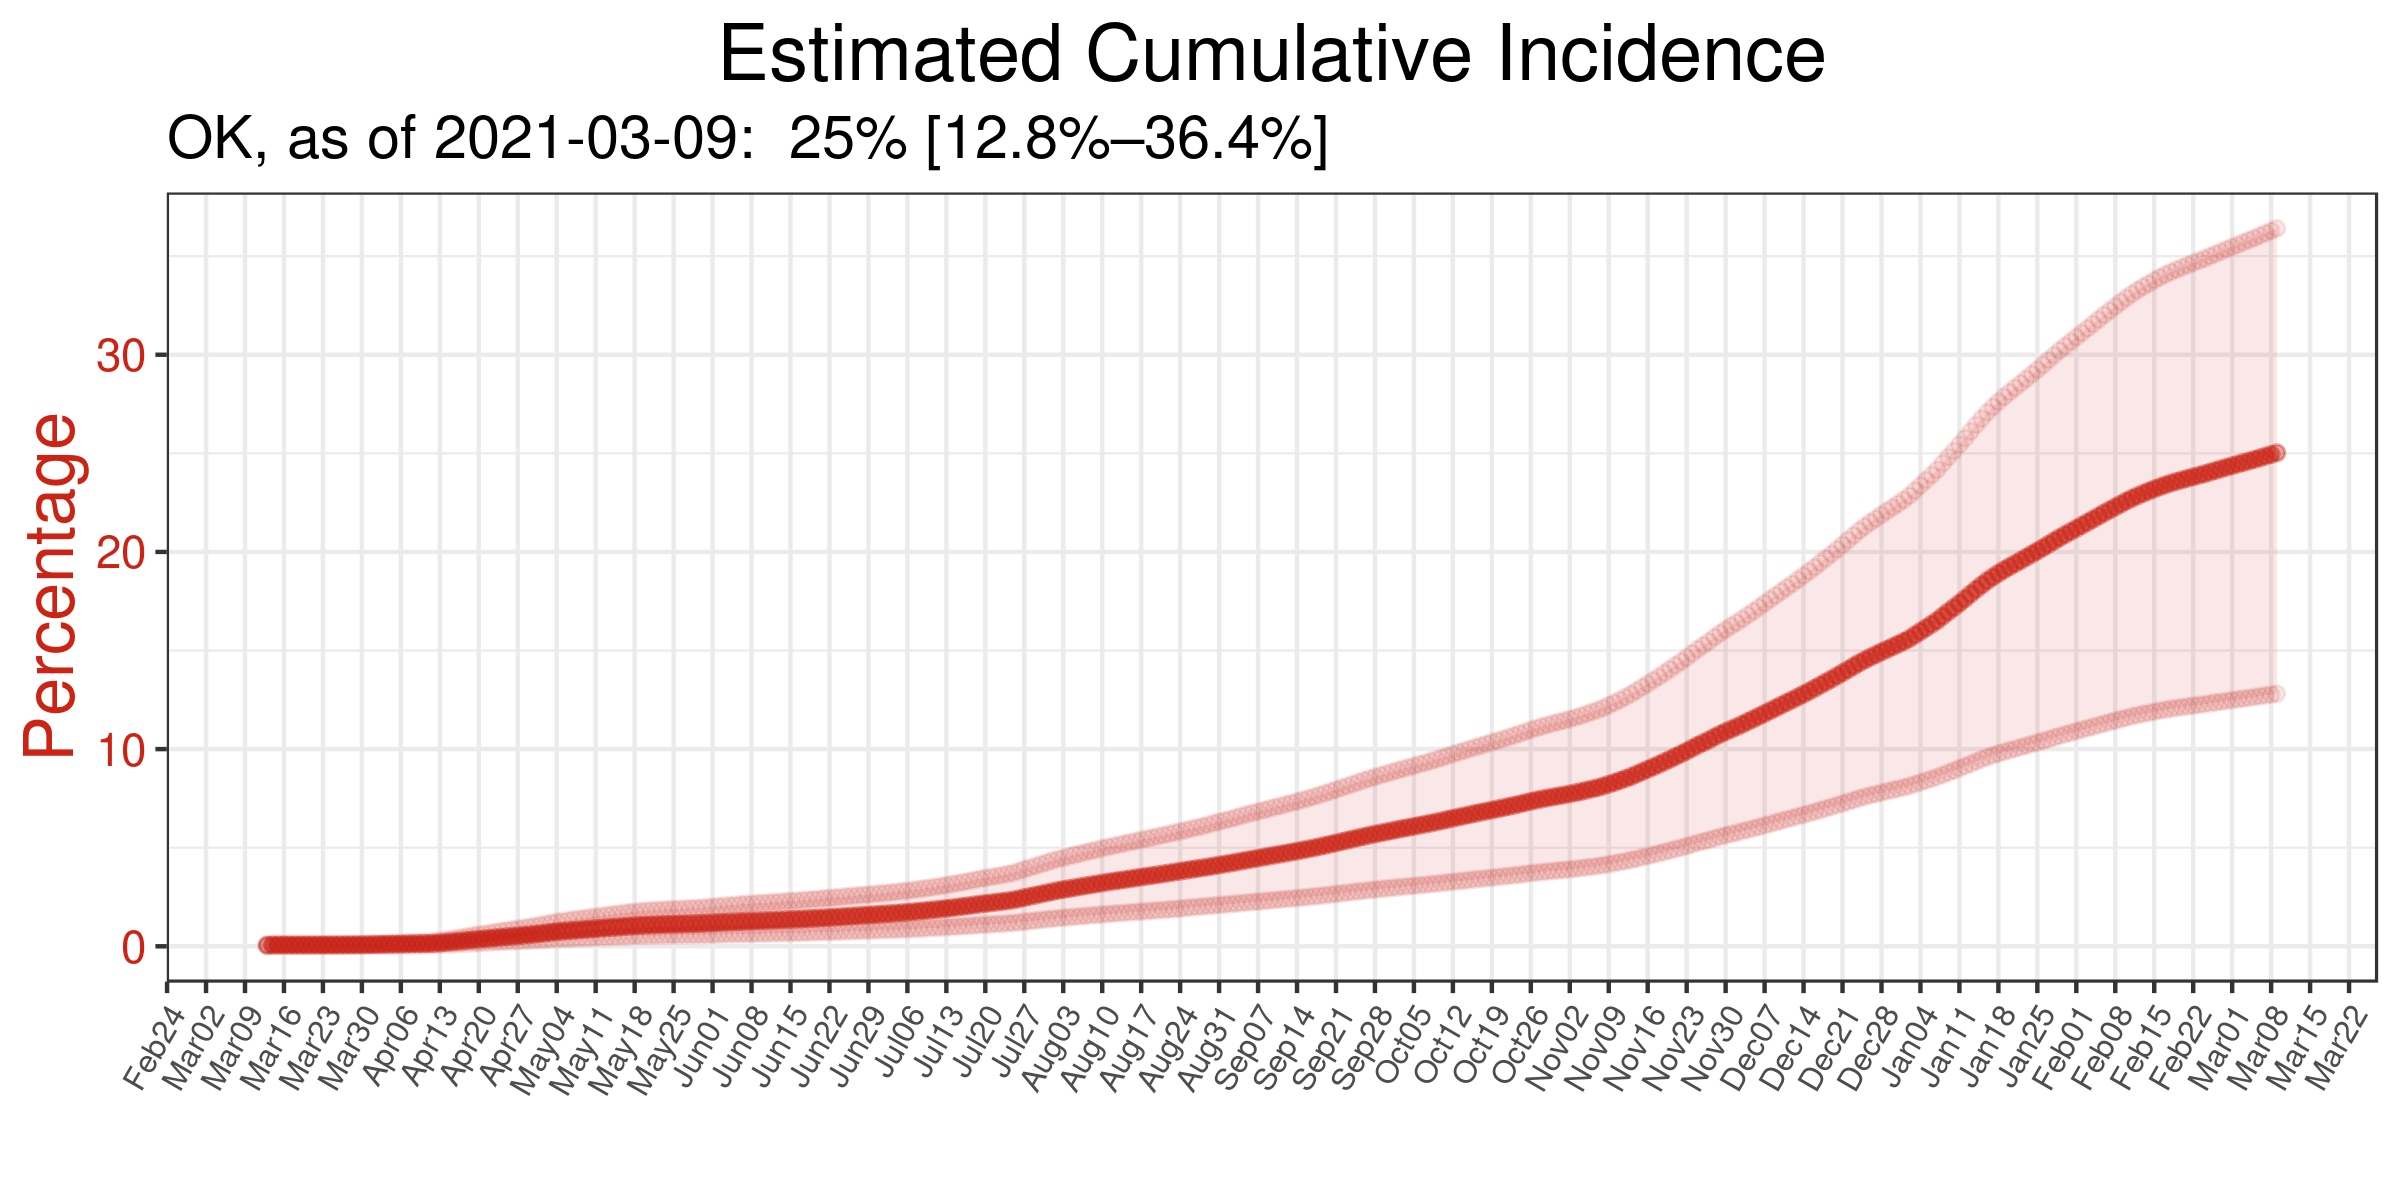 Estimated Cumulative Incidence
OK, as of 2021-03-09:  25% [12.8%–36.4%]
Percentage
30
20
10
0
Feb24
Mar02
Mar09
Mar16
Mar23
Mar30
Apr06
Apr13
Apr20
Apr27
May04
May11
May18
May25
Jun01
Jun08
Jun15
Jun22
Jun29
Jul06
Jul13
Jul20
Jul27
Aug03
Aug10
Aug17
Aug24
Aug31
Sep07
Sep14
Sep21
Sep28
Oct05
Oct12
Oct19
Oct26
Nov02
Nov09
Nov16
Nov23
Nov30
Dec07
Dec14
Dec21
Dec28
Jan04
Jan11
Jan18
Jan25
Feb01
Feb08
Feb15
Feb22
Mar01
Mar08
Mar15
Mar22